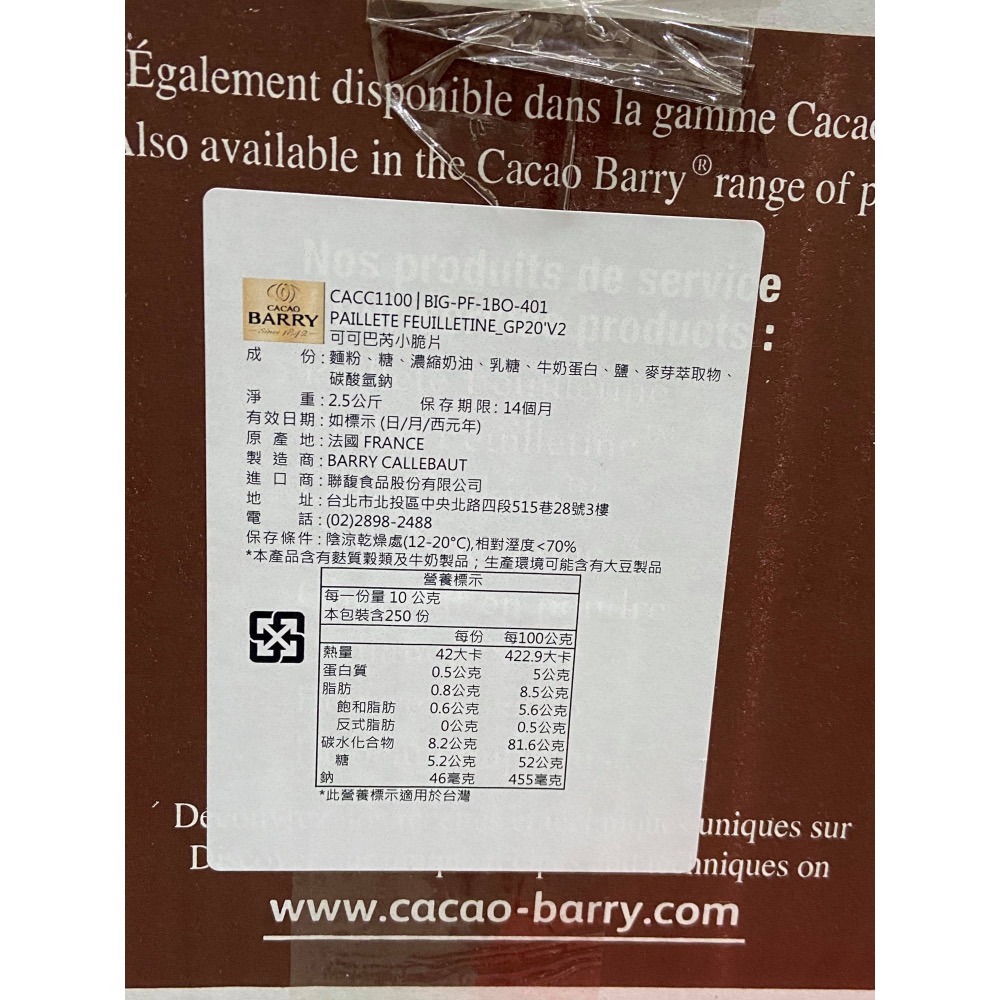 Également disponible dans la gamme Cacao
Also available in the Cacao Barry® range of p
Nos produits de service
products :
CACAO
BARRY
Since 1842
CACC1100 | BIG-PF-1BO-401
PAILLETE FEUILLETINE_GP20'V2
可可巴芮小脆片
成 份:麵粉、糖、濃縮奶油、乳糖、牛奶蛋白、鹽、麥芽萃取物、
碳酸氫鈉
淨 重:2.5公斤 保存期限:14個月
有效日期:如標示 (日/月/西元年)
原產地:法國 FRANCE
製造商:BARRY CALLEBAUT
進口商:聯馥食品股份有限公司
地 址:台北市北投區中央北路四段515巷28號3樓
電 話:(02)2898-2488
保存條件:陰涼乾燥處(12-20°C),相對溼度<70%
*本產品含有麩質穀類及牛奶製品;生產環境可能含有大豆製品
營養標示
每一份量 10 公克
本包裝含250 份
每份 每100公克
熱量 42大卡 422.9大卡
蛋白質 0.5公克 5公克
脂肪 0.8公克 8.5公克
飽和脂肪 0.6公克 5.6公克
反式脂肪 0公克 0.5公克
碳水化合物 8.2公克 81.6公克
糖 5.2公克 52公克
鈉 46毫克 455毫克
*此營養標示適用於台灣
uniques sur
hniques on
www.cacao-barry.com